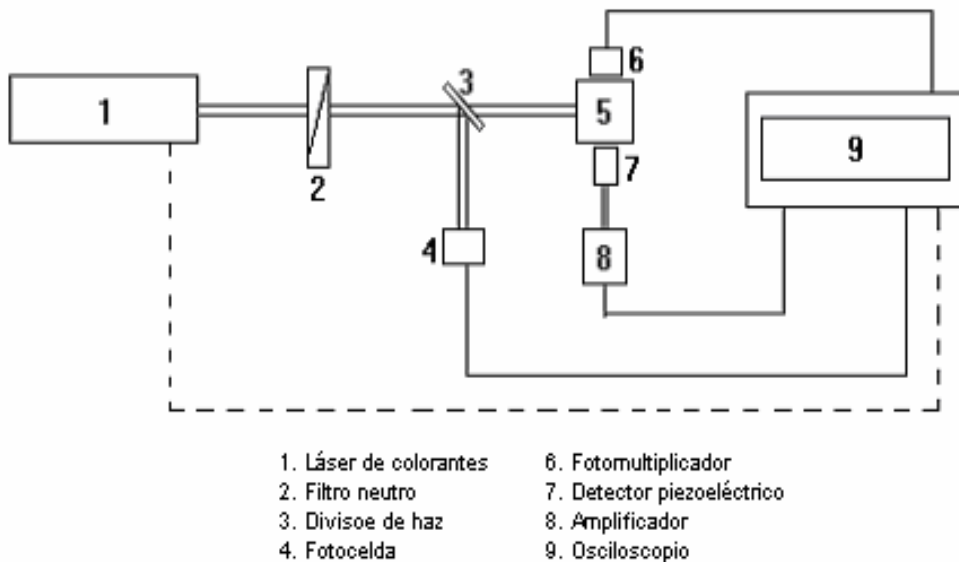 6
3
1
5
9
2
7
4
8
1. Láser de colorantes
2. Filtro neutro
3. Divisoe de haz
4. Fotocelda
6. Fotomultiplicador
7. Detector piezoeléctrico
8. Amplificador
9. Osciloscopio